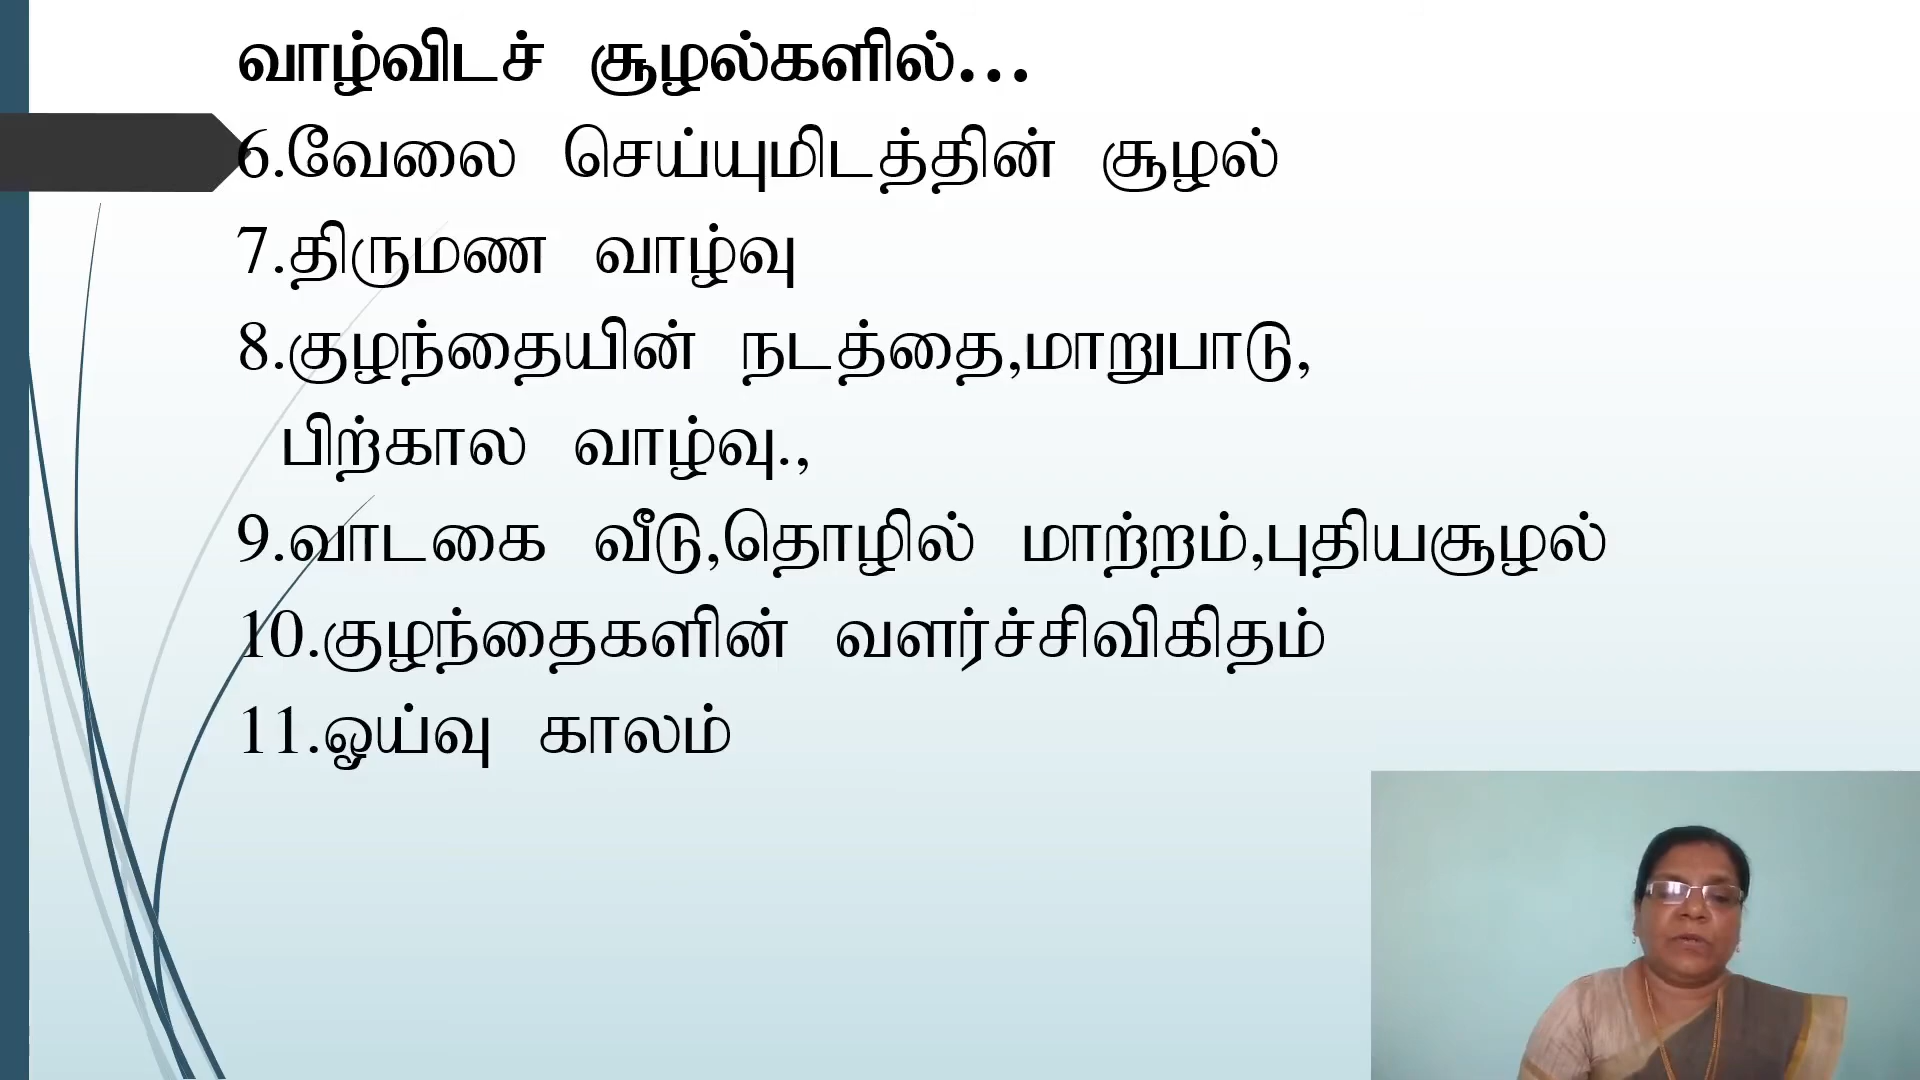 வாழ்விடச் சூழல்களில்...
6.வேலை செய்யுமிடத்தின் சூழல்
7.திருமண வாழ்வு
8.குழந்தையின் நடத்தை,மாறுபாடு,
பிற்கால வாழ்வு.,
9.வாடகை வீடு,தொழில் மாற்றம்,புதியசூழல்
10.குழந்தைகளின் வளர்ச்சிவிகிதம்
11.ஓய்வு காலம்